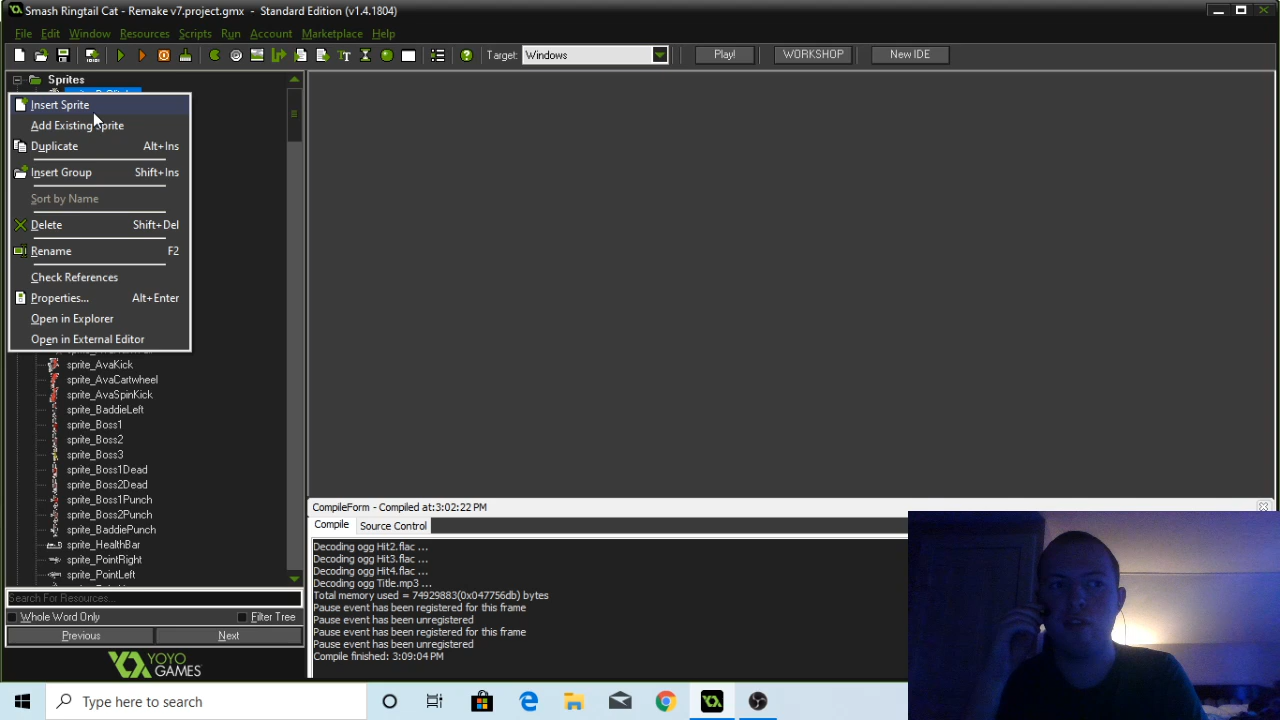 Smash Ringtail Cat - Remake v7.project.gmx - Standard Edition (v1.4.1804)
File Edit Window Resources Scripts Run Account Marketplace Help
Target: Windows Play! WORKSHOP New IDE
Sprites
Insert Sprite
Add Existing Sprite
Duplicate Alt+Ins
Insert Group Shift+Ins
Sort by Name
Delete Shift+Del
Rename F2
Check References
Properties... Alt+Enter
Open in Explorer
Open in External Editor
sprite_AvaKick
sprite_AvaCartwheel
sprite_AvaSpinKick
sprite_BaddieLeft
sprite_Boss1
sprite_Boss2
sprite_Boss3
sprite_Boss1Dead
sprite_Boss2Dead
sprite_Boss1Punch
sprite_Boss2Punch
sprite_BaddiePunch
sprite_HealthBar
sprite_PointRight
sprite_PointLeft
Search For Resources...
Whole Word Only Filter Tree
Previous Next
YOYO GAMES
CompileForm - Compiled at:3:02:22 PM
Compile Source Control
Decoding ogg Hit2.flac ...
Decoding ogg Hit3.flac ...
Decoding ogg Hit4.flac ...
Decoding ogg Title.mp3 ...
Total memory used = 74929883(0x047756db) bytes
Pause event has been registered for this frame
Pause event has been unregistered
Pause event has been registered for this frame
Pause event has been unregistered
Compile finished: 3:09:04 PM
Type here to search